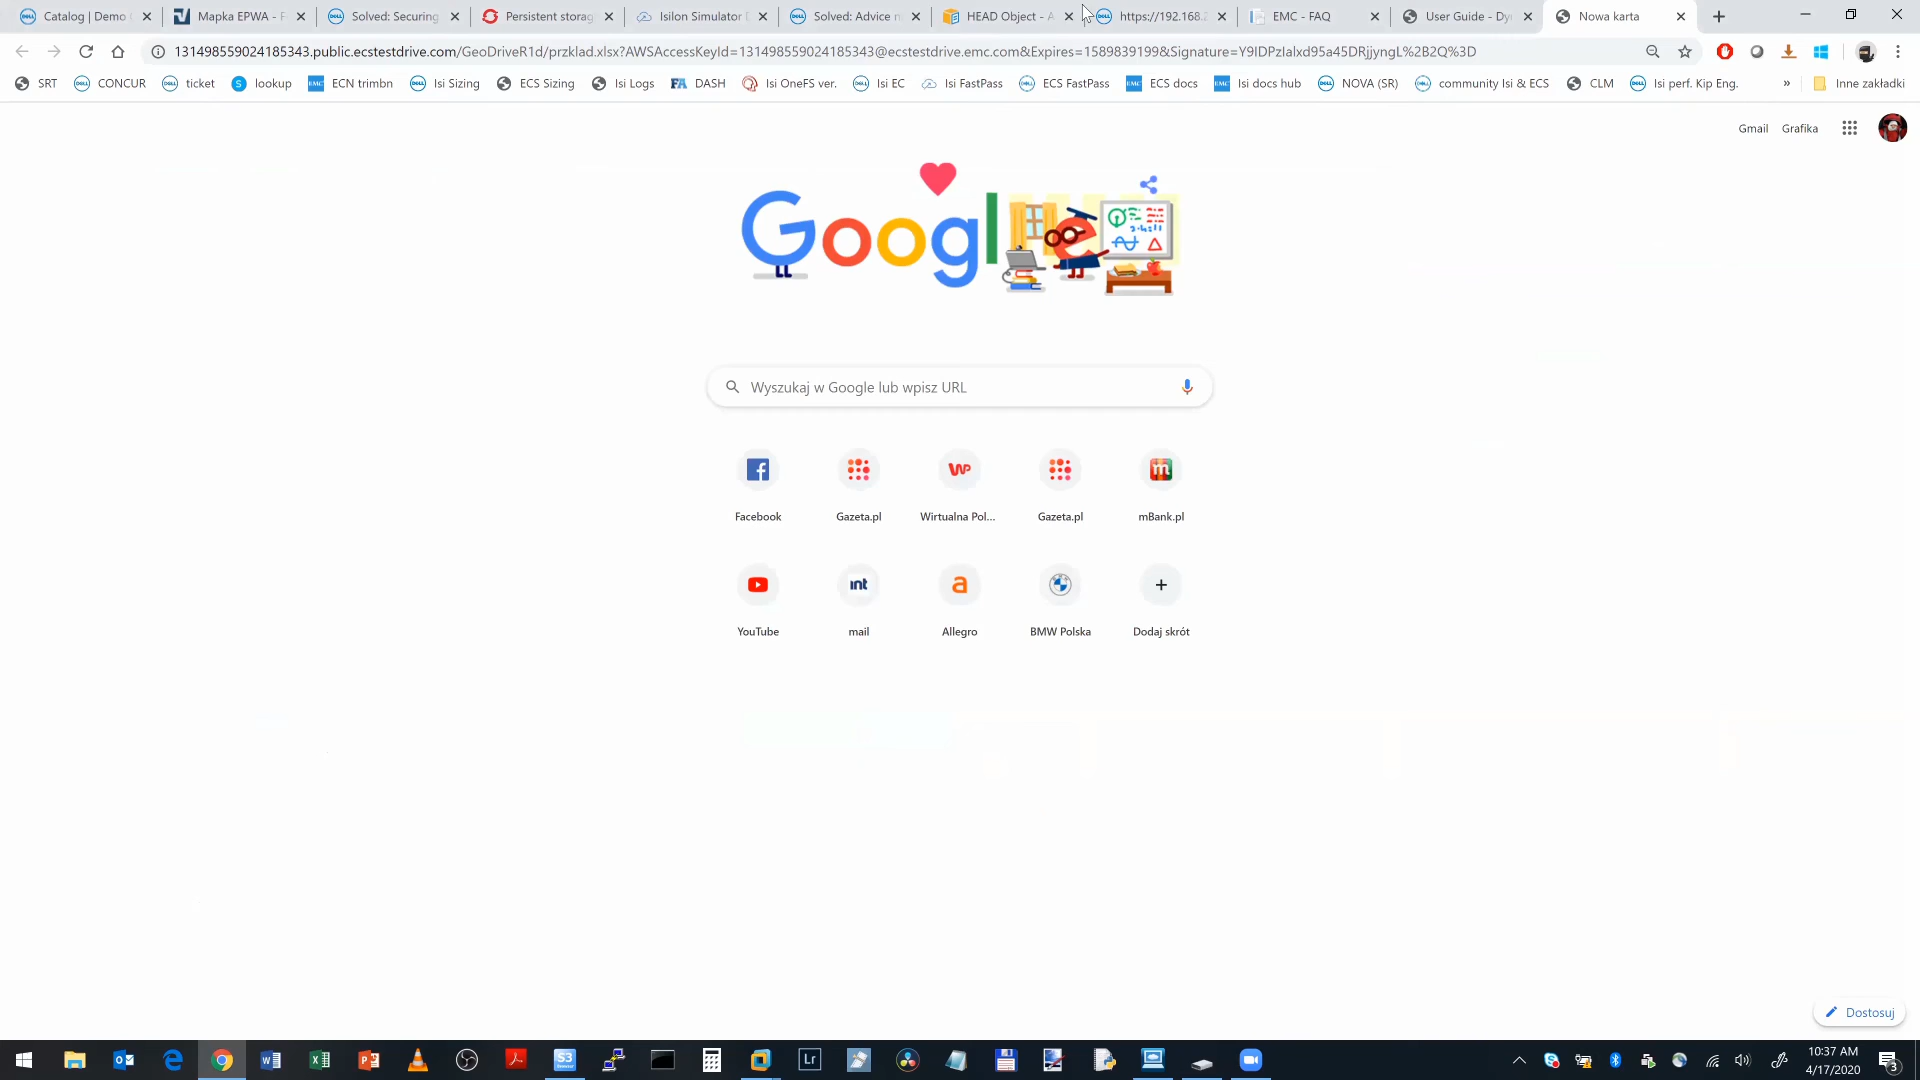 Catalog | Demo
Mapka EPWA - F
Solved: Securing
Persistent storag
Isilon Simulator
Solved: Advice n
HEAD Object - A
https://192.168.2
EMC - FAQ
User Guide - Dy
Nowa karta
131498559024185343.public.ecstestdrive.com/GeoDriveR1d/przklad.xlsx?AWSAccessKeyId=131498559024185343@ecstestdrive.emc.com&Expires=1589839199&Signature=Y9IDPzIalxd95a45DRjjyngL%2B2Q%3D
SRT CONCUR ticket lookup ECN trimbn Isi Sizing ECS Sizing Isi Logs DASH Isi OneFS ver. Isi EC Isi FastPass ECS FastPass ECS docs Isi docs hub NOVA (SR) community Isi & ECS CLM Isi perf. Kip Eng. » Inne zakładki
Gmail Grafika
Google
Wyszukaj w Google lub wpisz URL
Facebook Gazeta.pl Wirtualna Pol... Gazeta.pl mBank.pl
YouTube mail Allegro BMW Polska Dodaj skrót
Dostosuj
10:37 AM
4/17/2020
3